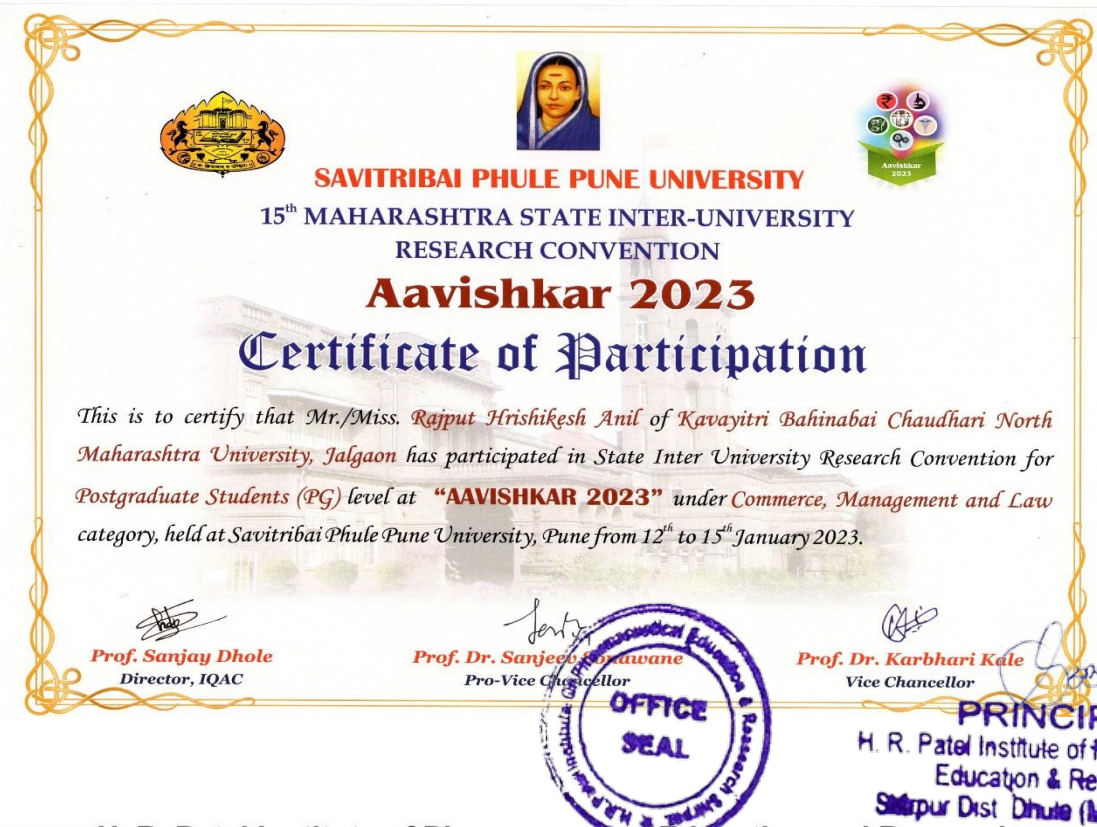 SAVITRIBAI PHULE PUNE UNIVERSITY
15th MAHARASHTRA STATE INTER-UNIVERSITY
RESEARCH CONVENTION
Aavishkar 2023
Aavishkar
2023
Certificate of Participation
This is to certify that Mr./Miss. Rajput Hrishikesh Anil of Kavayitri Bahinabai Chaudhari North
Maharashtra University, Jalgaon has participated in State Inter University Research Convention for
Postgraduate Students (PG) level at “AAVISHKAR 2023” under Commerce, Management and Law
category, held at Savitribai Phule Pune University, Pune from 12th to 15th January 2023.
Prof. Sanjay Dhole
Director, IQAC
Prof. Dr. Sanjeev Sonawane
Pro-Vice Chancellor
Prof. Dr. Karbhari Kale
Vice Chancellor
OFFICE
SEAL
PRINCIP
H. R. Patel Institute of
Education & Re
Shirpur Dist Dhule